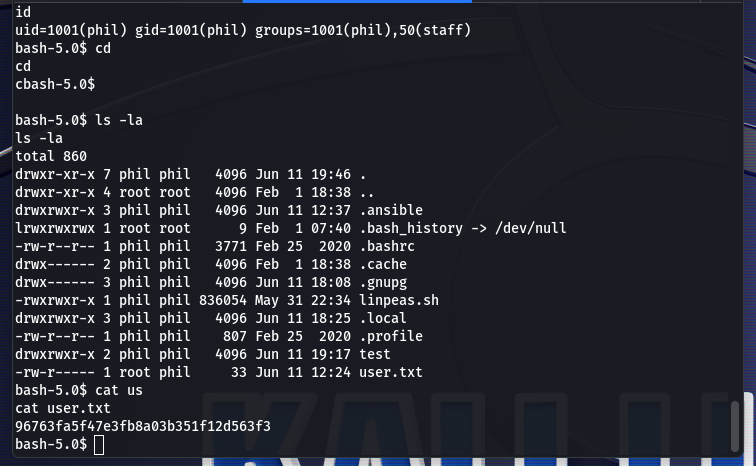 id
uid=1001(phil) gid=1001(phil) groups=1001(phil),50(staff)
bash-5.0$ cd
cd
cbash-5.0$
bash-5.0$ ls -la
ls -la
total 860
drwxr-xr-x 7 phil phil   4096 Jun 11 19:46 .
drwxr-xr-x 4 root root   4096 Feb  1 18:38 ..
drwxrwxr-x 3 phil phil   4096 Jun 11 12:37 .ansible
lrwxrwxrwx 1 root root      9 Feb  1 07:40 .bash_history -> /dev/null
-rw-r--r-- 1 phil phil   3771 Feb 25  2020 .bashrc
drwx------ 2 phil phil   4096 Feb  1 18:38 .cache
drwx------ 3 phil phil   4096 Jun 11 18:08 .gnupg
-rwxrwxr-x 1 phil phil 836054 May 31 22:34 linpeas.sh
drwxrwxr-x 3 phil phil   4096 Jun 11 18:25 .local
-rw-r--r-- 1 phil phil    807 Feb 25  2020 .profile
drwxrwxr-x 2 phil phil   4096 Jun 11 19:17 test
-rw-r----- 1 root phil     33 Jun 11 12:24 user.txt
bash-5.0$ cat us
cat user.txt
96763fa5f47e3fb8a03b351f12d563f3
bash-5.0$